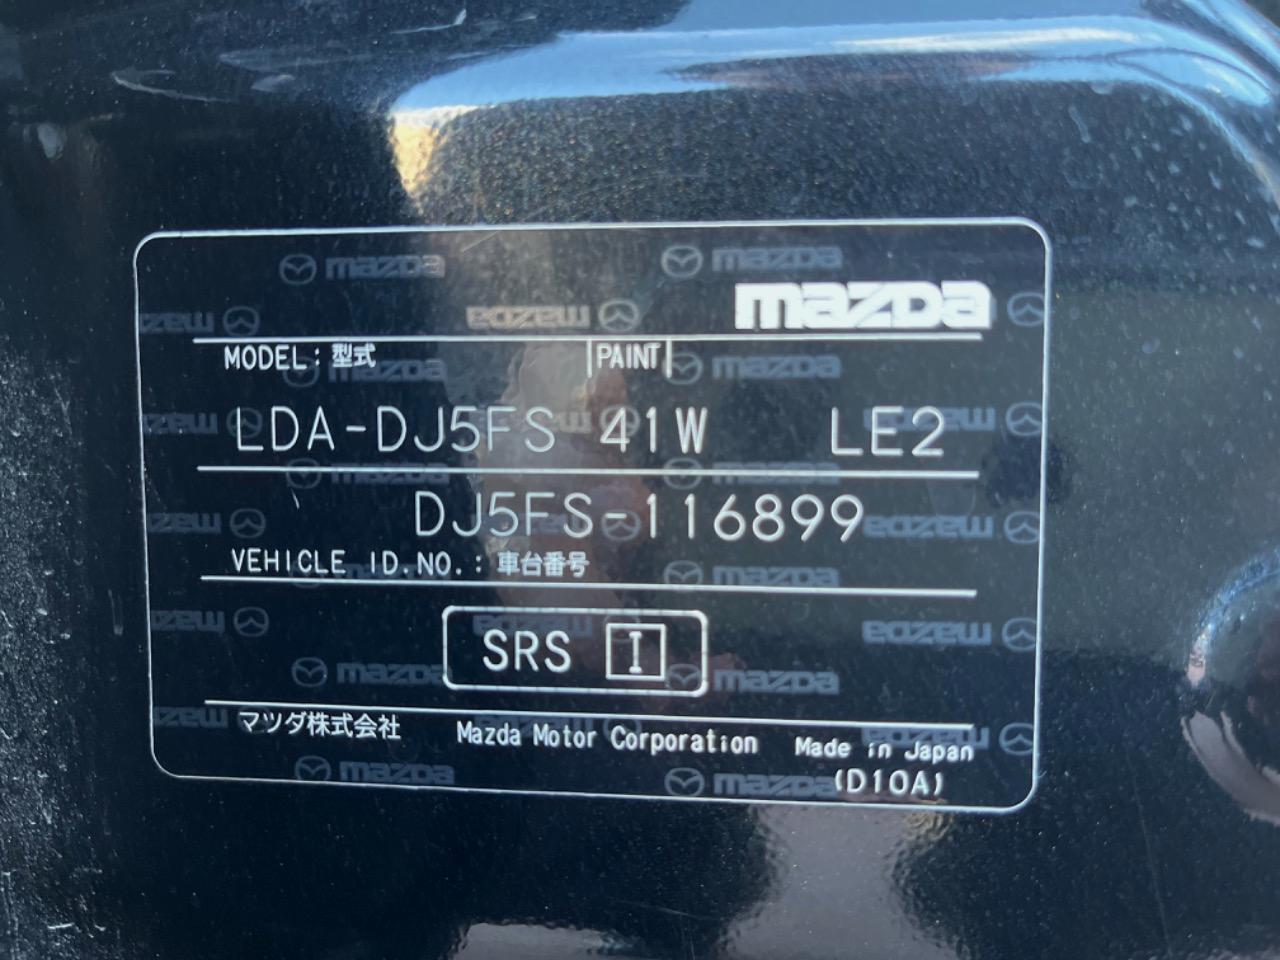 mazda
MODEL: 型式 PAINT
LDA-DJ5FS 41W LE2
DJ5FS-116899
VEHICLE ID.NO.: 車台番号
SRS I
マツダ株式会社 Mazda Motor Corporation Made in Japan
(D10A)